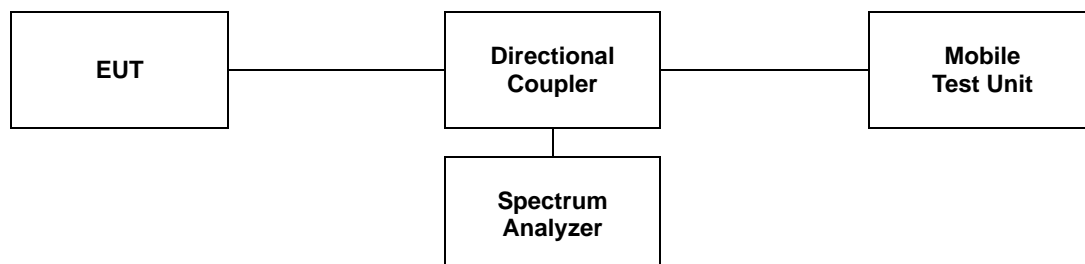 EUT
Directional
Coupler
Mobile
Test Unit
Spectrum
Analyzer